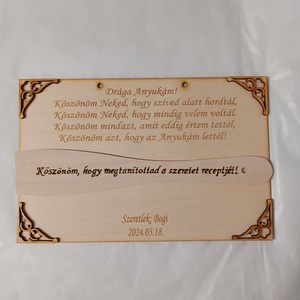 Drága Anyukám!
Köszönöm Neked, hogy szíved alatt hordtál,
Köszönöm Neked, hogy mindig velem voltál.
Köszönöm mindazt, amit eddig értem tettél,
Köszönöm azt, hogy az Anyukám lettél!
Köszönöm, hogy megtanítottad a szeretet receptjét!
Szeretlek: Bogi
2024.05.18.